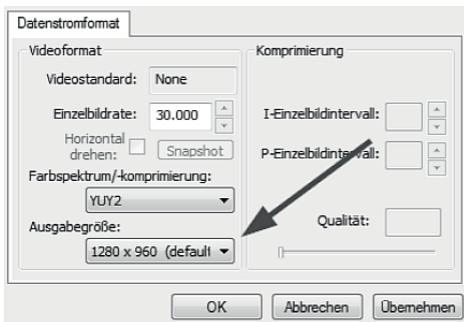 Datenstromformat
Videoformat
Videostandard: None
Einzelbildrate: 30.000
Horizontal
drehen: Snapshot
Farbspektrum/-komprimierung:
YUY2
Ausgabegröße:
1280 x 960 (default
Komprimierung
I-Einzelbildintervall:
P-Einzelbildintervall:
Qualität:
OK Abbrechen Übernehmen